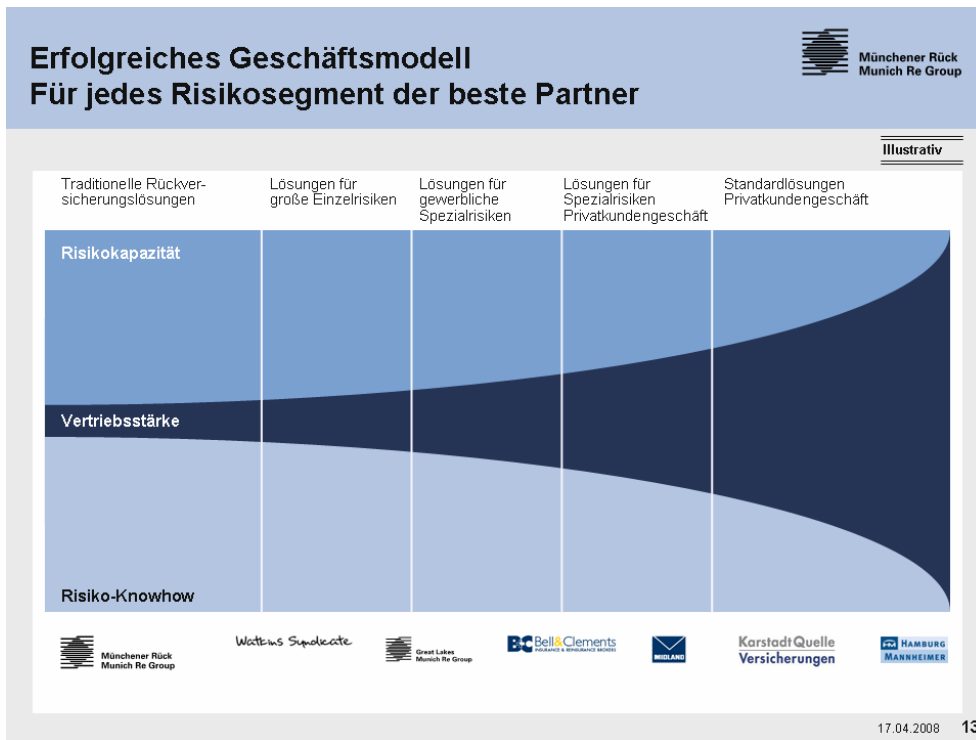 Erfolgreiches Geschäftsmodell
Für jedes Risikosegment der beste Partner
Münchener Rück
Munich Re Group
Illustrativ
Traditionelle Rückver-
sicherungslösungen
Lösungen für
große Einzelrisiken
Lösungen für
gewerbliche
Spezialrisiken
Lösungen für
Spezialrisiken
Privatkundengeschäft
Standardlösungen
Privatkundengeschäft
Risikokapazität
Vertriebsstärke
Risiko-Knowhow
Münchener Rück
Munich Re Group
Watkins Syndicate
Great Lakes
Munich Re Group
BC Bell&Clements
INSURANCE & REINSURANCE BROKERS
MIDLAND
KarstadtQuelle
Versicherungen
HM HAMBURG
MANNHEIMER
17.04.2008 13